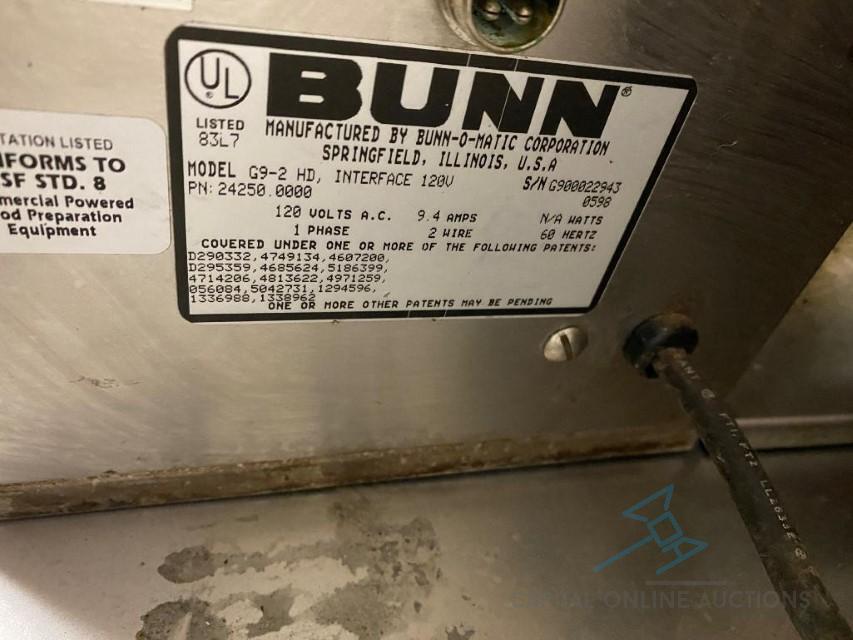 TATION LISTED
IFORMS TO
SF STD. 8
mercial Powered
od Preparation
Equipment
UL
®
LISTED
83L7
BUNN®
MANUFACTURED BY BUNN-O-MATIC CORPORATION
SPRINGFIELD, ILLINOIS, U.S.A
MODEL G9-2 HD, INTERFACE 120V
S/N G900022943
PN: 24250.0000
0598
120 VOLTS A.C. 9.4 AMPS N/A WATTS
1 PHASE 2 WIRE 60 HERTZ
COVERED UNDER ONE OR MORE OF THE FOLLOWING PATENTS:
D290332,4749134,4607200,
D295359,4685624,5186399,
4714206,4813622,4971259,
056084,5042731,1294596,
1336988,1338962
ONE OR MORE OTHER PATENTS MAY BE PENDING
CAPITAL ONLINE AUCTIONS